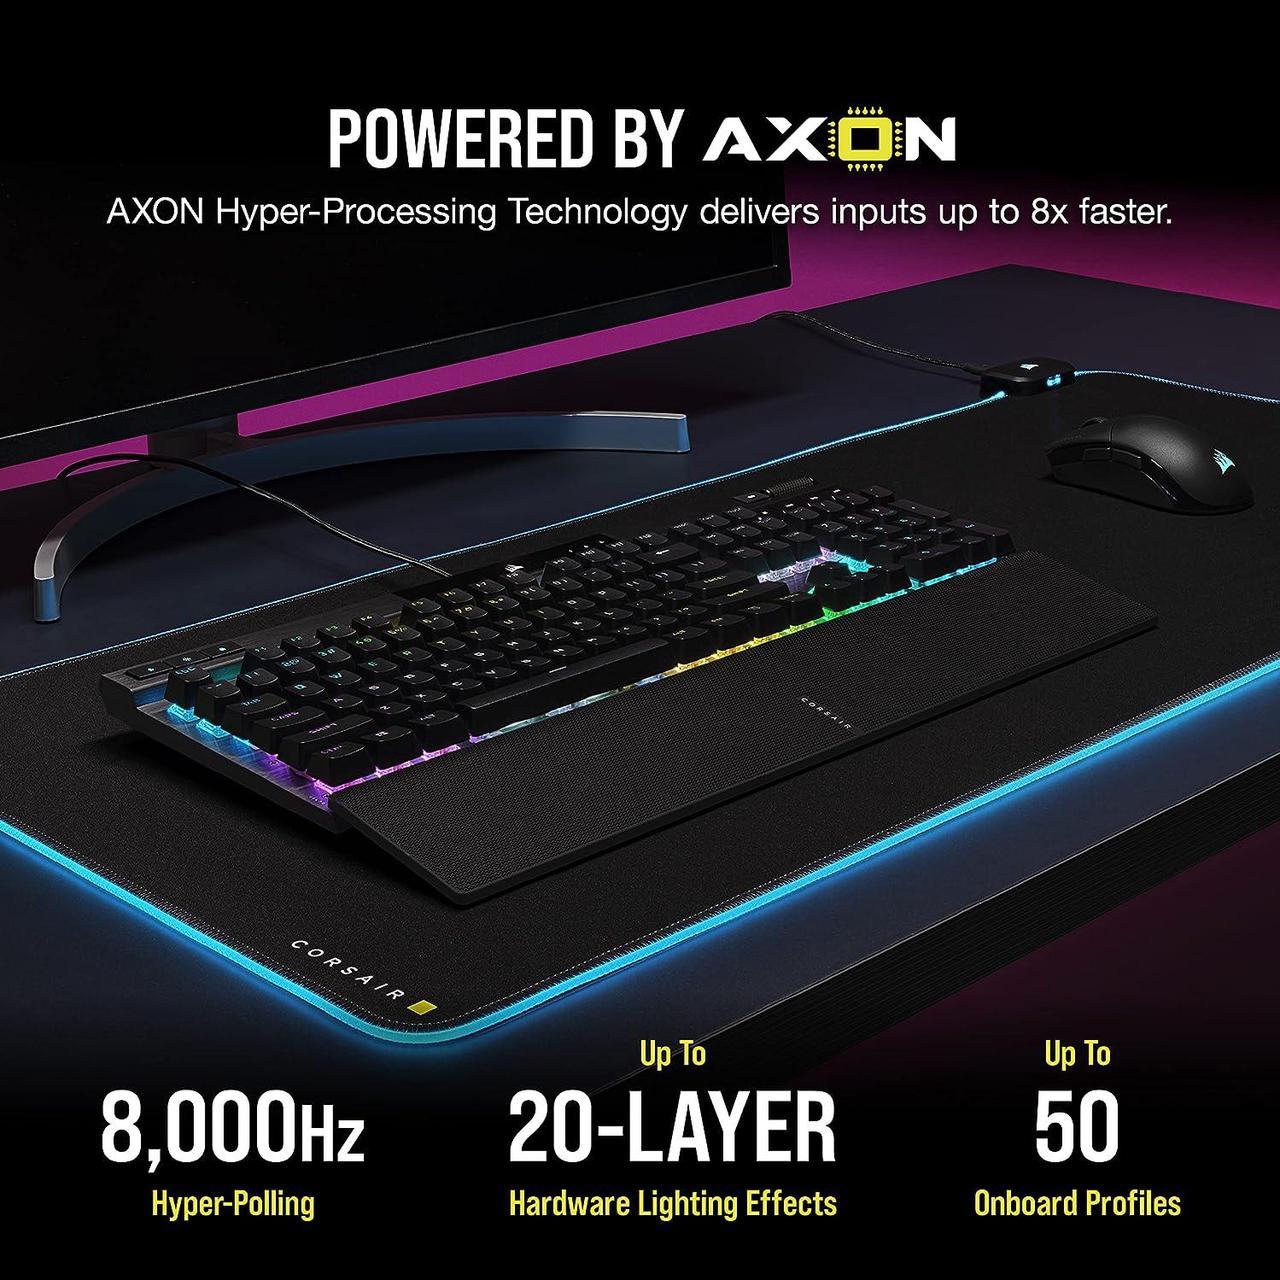 POWERED BY AXON
AXON Hyper-Processing Technology delivers inputs up to 8x faster.
CORSAIR
CORSAIR
Up To
Up To
8,000Hz
20-LAYER
50
Hyper-Polling
Hardware Lighting Effects
Onboard Profiles